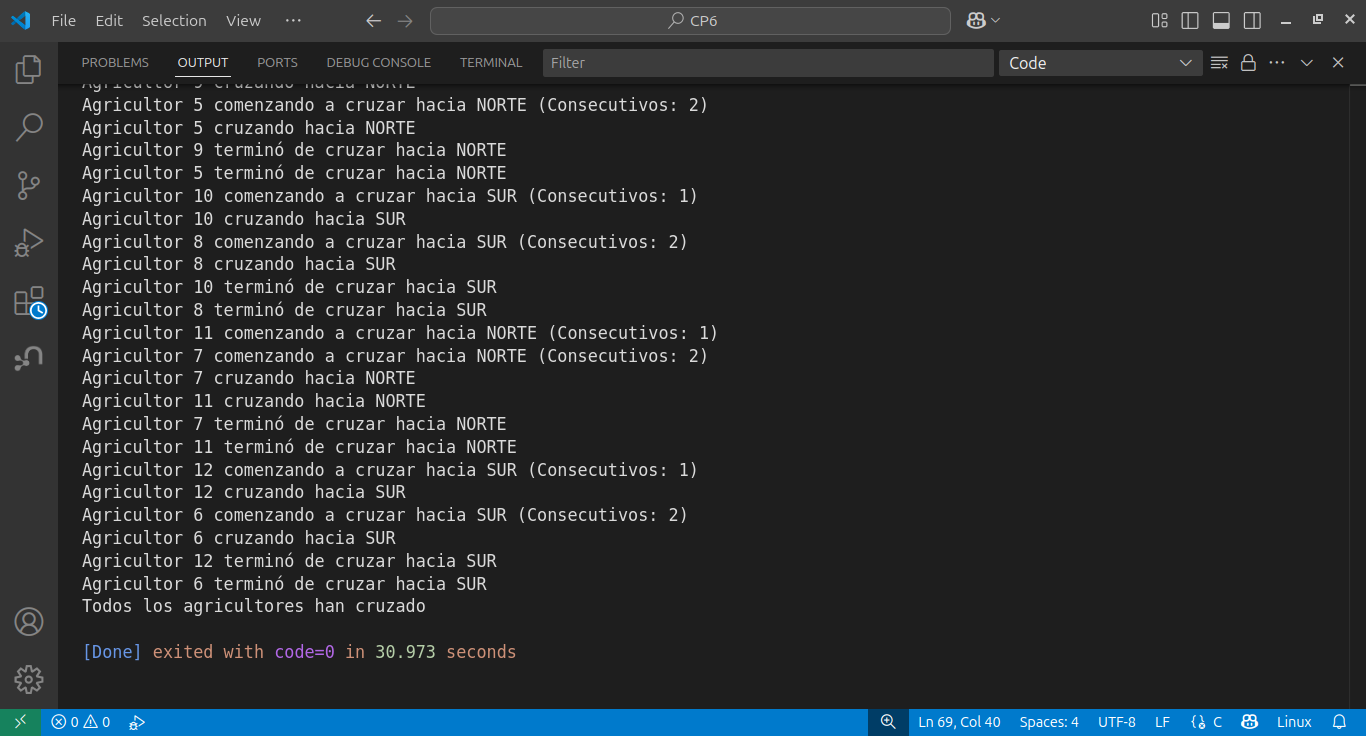 File Edit Selection View ··· CP6
PROBLEMS OUTPUT PORTS DEBUG CONSOLE TERMINAL Filter Code
Agricultor 9 cruzando hacia NORTE
Agricultor 5 comenzando a cruzar hacia NORTE (Consecutivos: 2)
Agricultor 5 cruzando hacia NORTE
Agricultor 9 terminó de cruzar hacia NORTE
Agricultor 5 terminó de cruzar hacia NORTE
Agricultor 10 comenzando a cruzar hacia SUR (Consecutivos: 1)
Agricultor 10 cruzando hacia SUR
Agricultor 8 comenzando a cruzar hacia SUR (Consecutivos: 2)
Agricultor 8 cruzando hacia SUR
Agricultor 10 terminó de cruzar hacia SUR
Agricultor 8 terminó de cruzar hacia SUR
Agricultor 11 comenzando a cruzar hacia NORTE (Consecutivos: 1)
Agricultor 7 comenzando a cruzar hacia NORTE (Consecutivos: 2)
Agricultor 7 cruzando hacia NORTE
Agricultor 11 cruzando hacia NORTE
Agricultor 7 terminó de cruzar hacia NORTE
Agricultor 11 terminó de cruzar hacia NORTE
Agricultor 12 comenzando a cruzar hacia SUR (Consecutivos: 1)
Agricultor 12 cruzando hacia SUR
Agricultor 6 comenzando a cruzar hacia SUR (Consecutivos: 2)
Agricultor 6 cruzando hacia SUR
Agricultor 12 terminó de cruzar hacia SUR
Agricultor 6 terminó de cruzar hacia SUR
Todos los agricultores han cruzado
[Done] exited with code=0 in 30.973 seconds
0 0 Ln 69, Col 40 Spaces: 4 UTF-8 LF C Linux